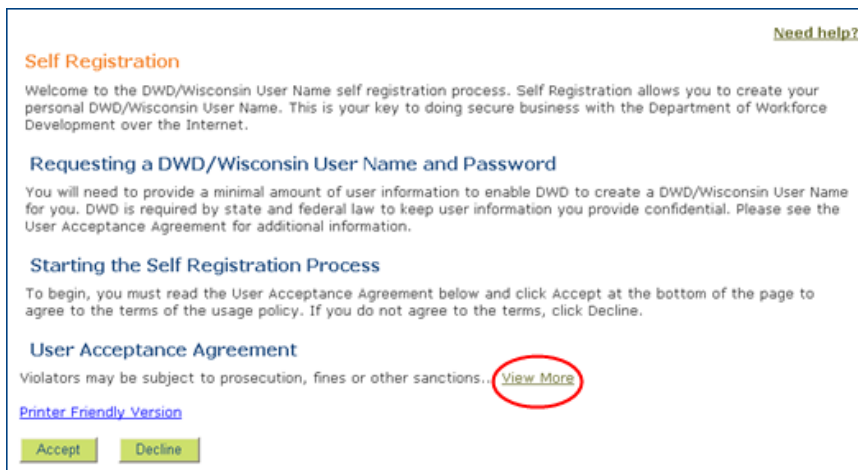 Need help?
Self Registration
Welcome to the DWD/Wisconsin User Name self registration process. Self Registration allows you to create your
personal DWD/Wisconsin User Name. This is your key to doing secure business with the Department of Workforce
Development over the Internet.
Requesting a DWD/Wisconsin User Name and Password
You will need to provide a minimal amount of user information to enable DWD to create a DWD/Wisconsin User Name
for you. DWD is required by state and federal law to keep user information you provide confidential. Please see the
User Acceptance Agreement for additional information.
Starting the Self Registration Process
To begin, you must read the User Acceptance Agreement below and click Accept at the bottom of the page to
agree to the terms of the usage policy. If you do not agree to the terms, click Decline.
User Acceptance Agreement
Violators may be subject to prosecution, fines or other sanctions... View More
Printer Friendly Version
Accept Decline